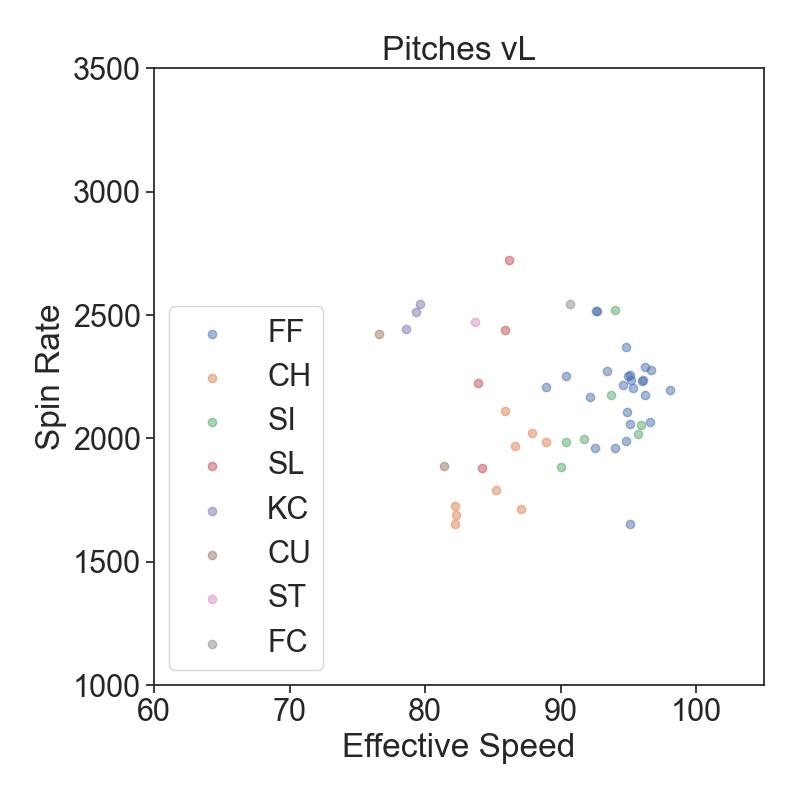 Pitches vL
3500
3000
2500
2000
1500
1000
Spin Rate
FF
CH
SI
SL
KC
CU
ST
FC
60 70 80 90 100
Effective Speed